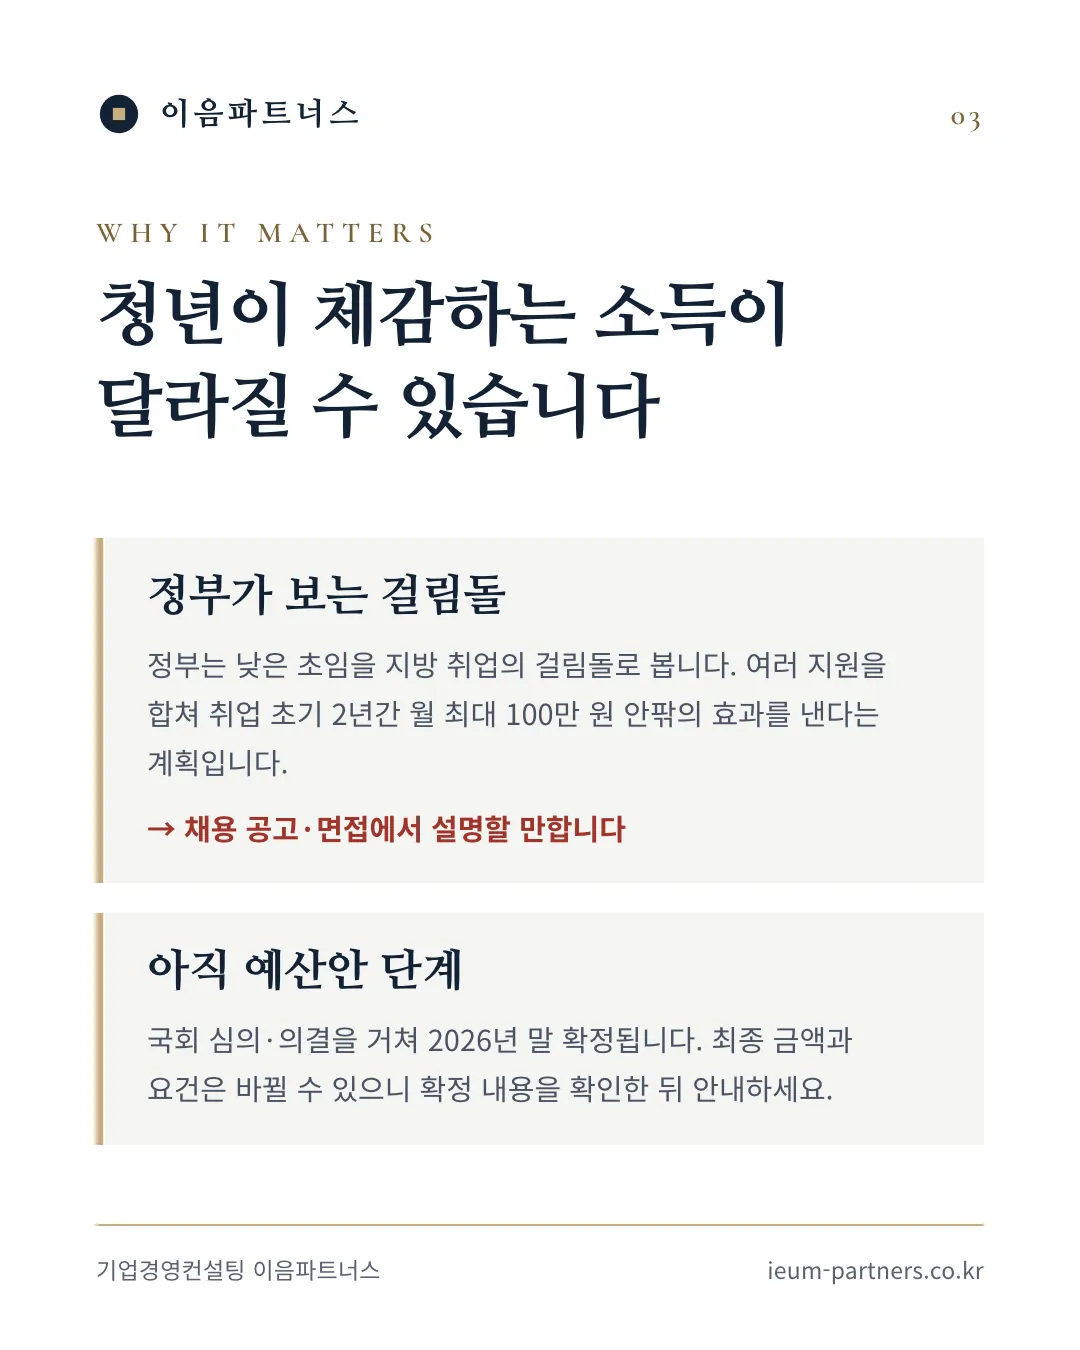 이음파트너스
03
WHY IT MATTERS
청년이 체감하는 소득이
달라질 수 있습니다
정부가 보는 걸림돌
정부는 낮은 초임을 지방 취업의 걸림돌로 봅니다. 여러 지원을
합쳐 취업 초기 2년간 월 최대 100만 원 안팎의 효과를 낸다는
계획입니다.
→ 채용 공고·면접에서 설명할 만합니다
아직 예산안 단계
국회 심의·의결을 거쳐 2026년 말 확정됩니다. 최종 금액과
요건은 바뀔 수 있으니 확정 내용을 확인한 뒤 안내하세요.
기업경영컨설팅 이음파트너스
ieum-partners.co.kr